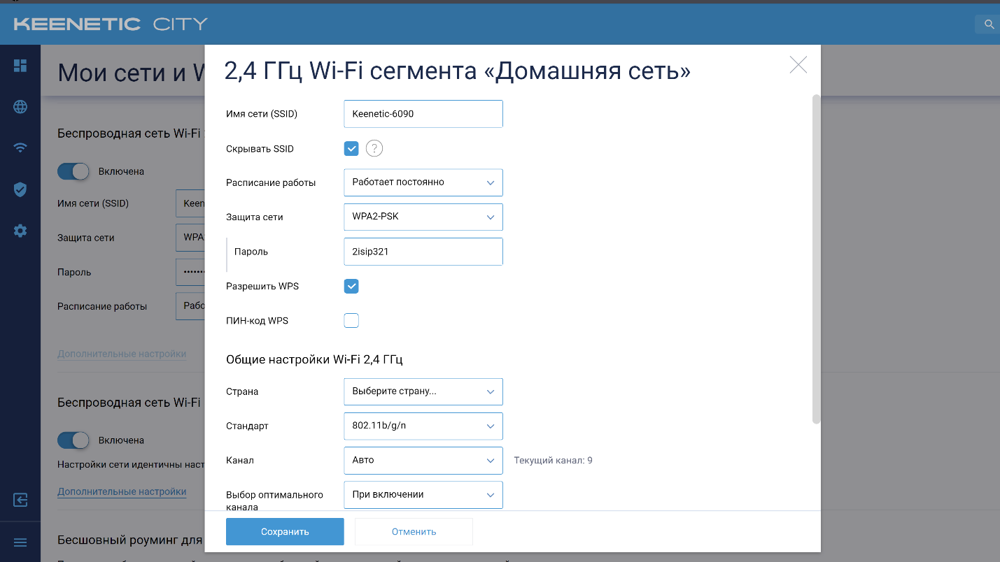 KEENETIC CITY
Мои сети и W
2,4 ГГц Wi-Fi сегмента «Домашняя сеть»
Имя сети (SSID)
Keenetic-6090
Скрывать SSID
?
Расписание работы
Работает постоянно
Защита сети
WPA2-PSK
Пароль
2isip321
Разрешить WPS
ПИН-код WPS
Общие настройки Wi-Fi 2,4 ГГц
Страна
Выберите страну...
Стандарт
802.11b/g/n
Канал
Авто
Текущий канал: 9
Выбор оптимального
канала
При включении
Сохранить
Отменить
Беспроводная сеть Wi-Fi
Включена
Имя сети (SSID)
Keen
Защита сети
WPA
Пароль
•••••••
Расписание работы
Рабо
Дополнительные настройки
Беспроводная сеть Wi-Fi
Включена
Настройки сети идентичны наст
Дополнительные настройки
Бесшовный роуминг для